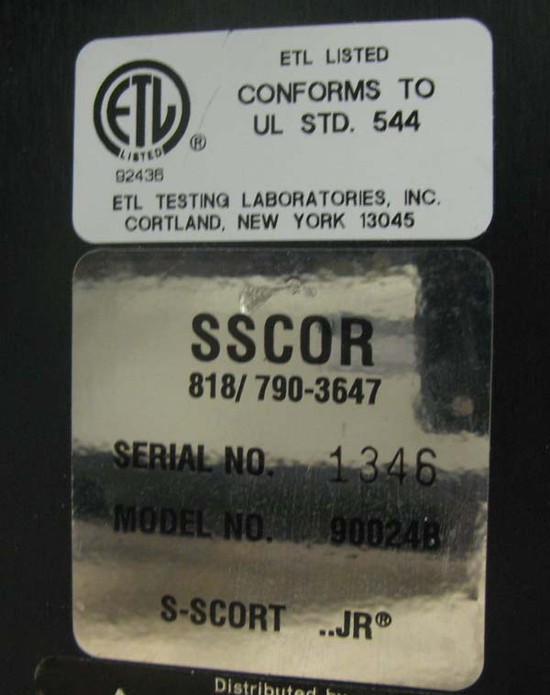 ETL LISTED
CONFORMS TO
UL STD. 544
ETL
LISTED
®
92436
ETL TESTING LABORATORIES, INC.
CORTLAND, NEW YORK 13045
SSCOR
818/ 790-3647
SERIAL NO. 1346
MODEL NO. 90024B
S-SCORT ..JR®
Distributed